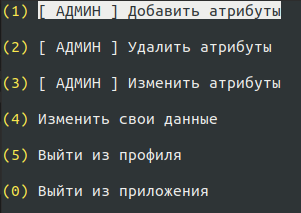 (1) [ АДМИН ] Добавить атрибуты
(2) [ АДМИН ] Удалить атрибуты
(3) [ АДМИН ] Изменить атрибуты
(4) Изменить свои данные
(5) Выйти из профиля
(0) Выйти из приложения